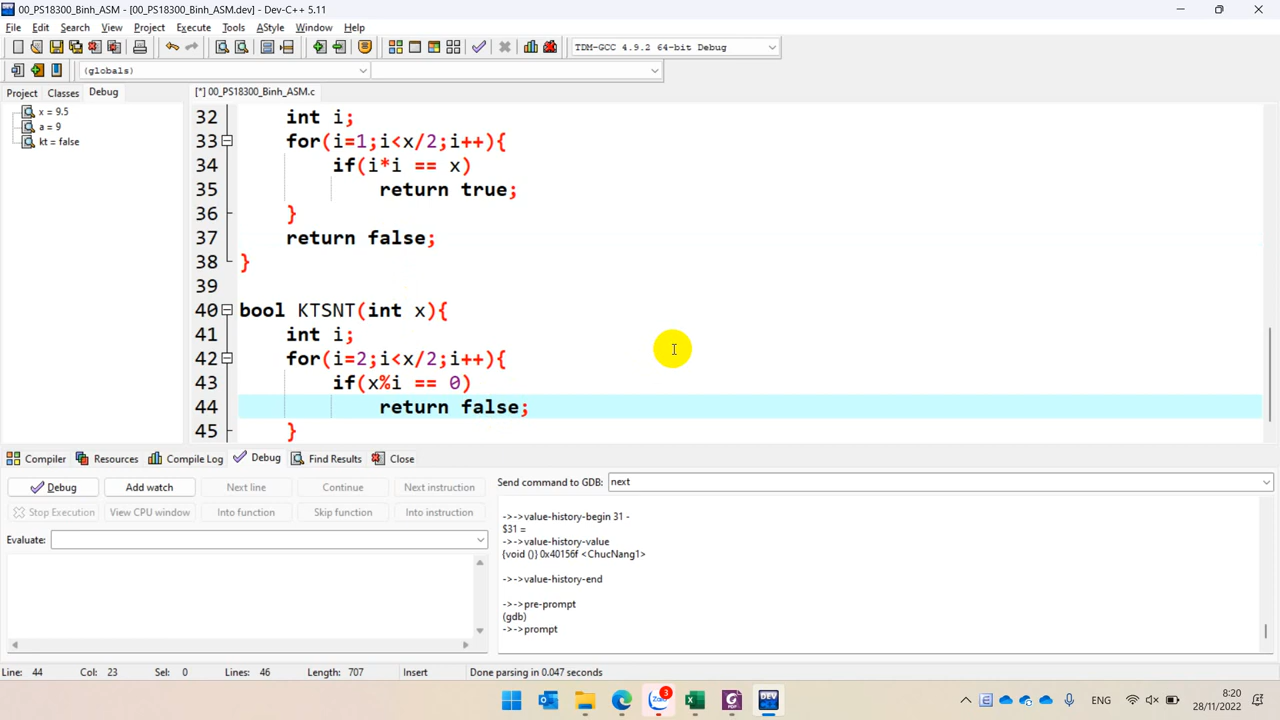 00_PS18300_Binh_ASM - [00_PS18300_Binh_ASM.dev] - Dev-C++ 5.11
File Edit Search View Project Execute Tools AStyle Window Help
TDM-GCC 4.9.2 64-bit Debug
(globals)
Project Classes Debug
[*] 00_PS18300_Binh_ASM.c
x = 9.5
a = 9
kt = false
32 int i;
33 for(i=1;i<x/2;i++){
34 if(i*i == x)
35 return true;
36 }
37 return false;
38 }
39
40 bool KTSNT(int x){
41 int i;
42 for(i=2;i<x/2;i++){
43 if(x%i == 0)
44 return false;
45 }
Compiler Resources Compile Log Debug Find Results Close
Debug Add watch Next line Continue Next instruction
Stop Execution View CPU window Into function Skip function Into instruction
Evaluate:
Send command to GDB: next
->->value-history-begin 31 -
$31 =
->->value-history-value
{void ()} 0x40156f <ChucNang1>
->->value-history-end
->->pre-prompt
(gdb)
->->prompt
Line: 44 Col: 23 Sel: 0 Lines: 46 Length: 707 Insert Done parsing in 0.047 seconds
3
DEV
PDF
ENG
8:20
28/11/2022